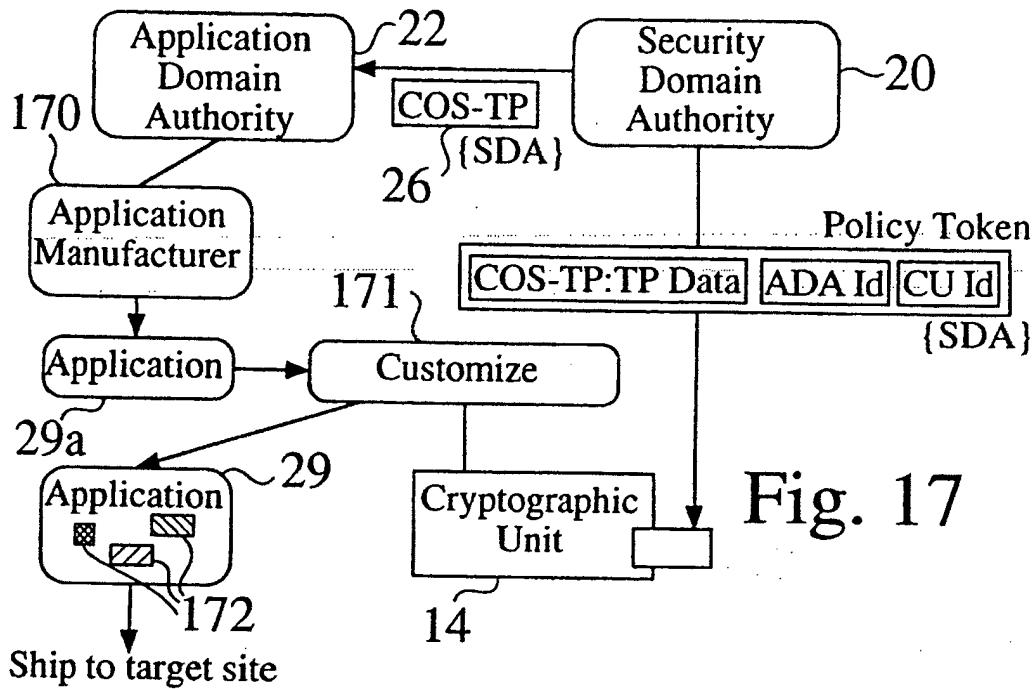 Application
Domain
Authority
22
Security
Domain
Authority
20
COS-TP
{SDA}
26
170
Application
Manufacturer
Policy Token
COS-TP:TP Data
ADA Id
CU Id
{SDA}
171
Customize
Application
29a
Application
29
172
Cryptographic
Unit
14
Fig. 17
Ship to target site